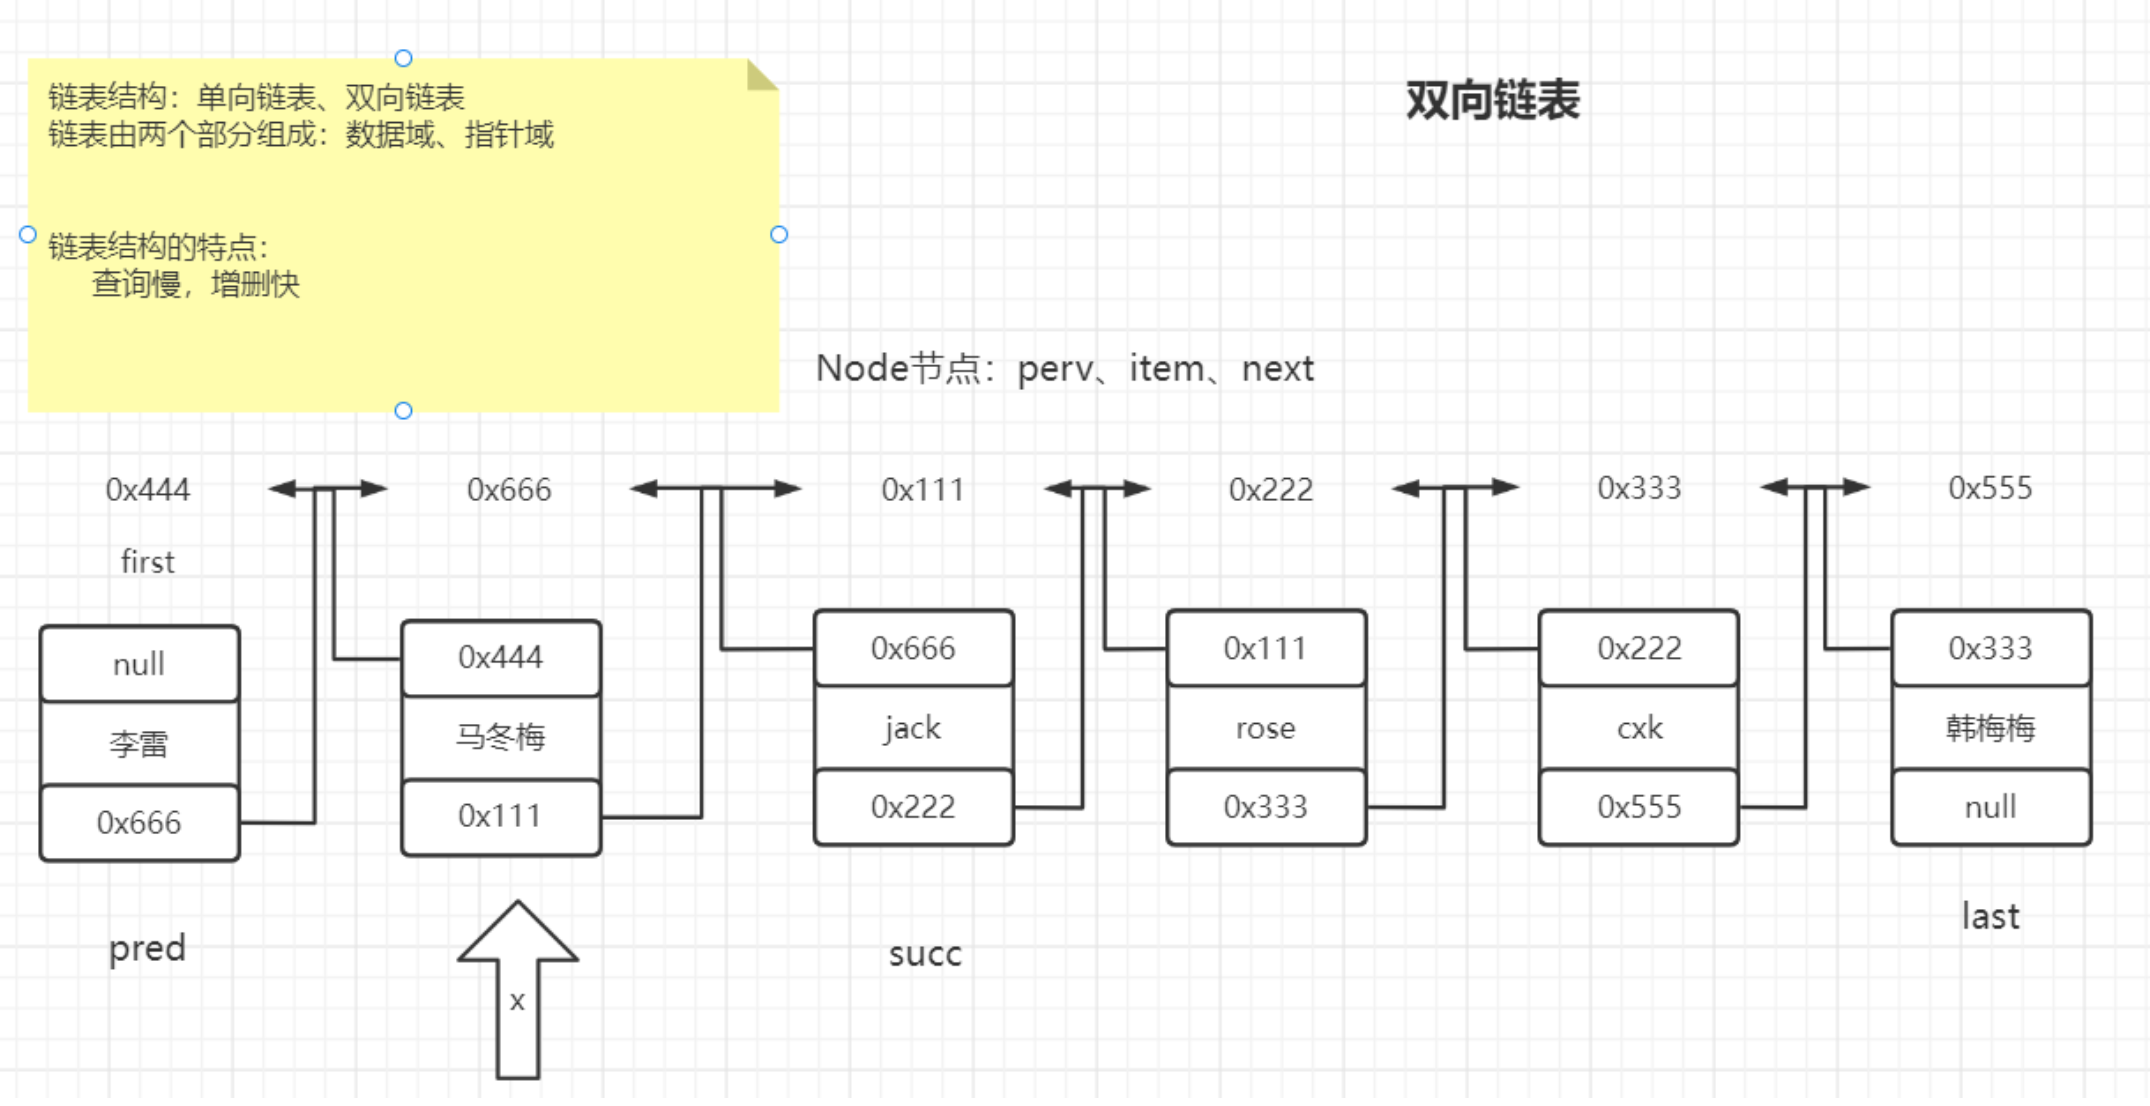 链表结构：单向链表、双向链表
链表由两个部分组成：数据域、指针域
链表结构的特点：
查询慢，增删快
双向链表
Node节点：perv、item、next
0x444
0x666
0x111
0x222
0x333
0x555
first
null
李雷
0x666
0x444
马冬梅
0x111
0x666
jack
0x222
0x111
rose
0x333
0x222
cxk
0x555
0x333
韩梅梅
null
pred
x
succ
last